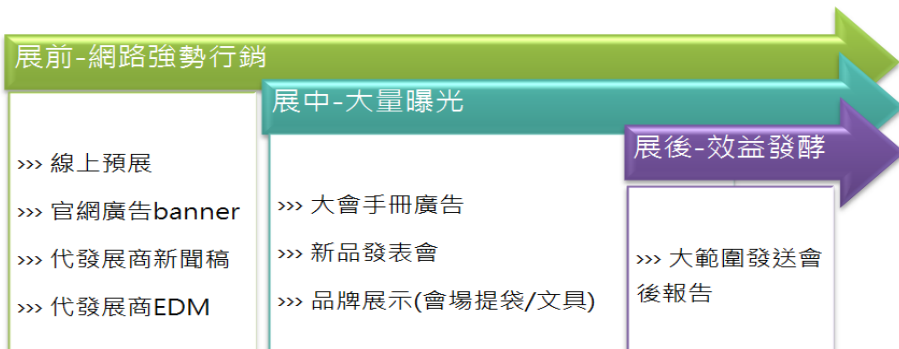 展前-網路強勢行銷
>>> 線上預展
>>> 官網廣告banner
>>> 代發展商新聞稿
>>> 代發展商EDM
展中-大量曝光
>>> 大會手冊廣告
>>> 新品發表會
>>> 品牌展示(會場提袋/文具)
展後-效益發酵
>>> 大範圍發送會
後報告